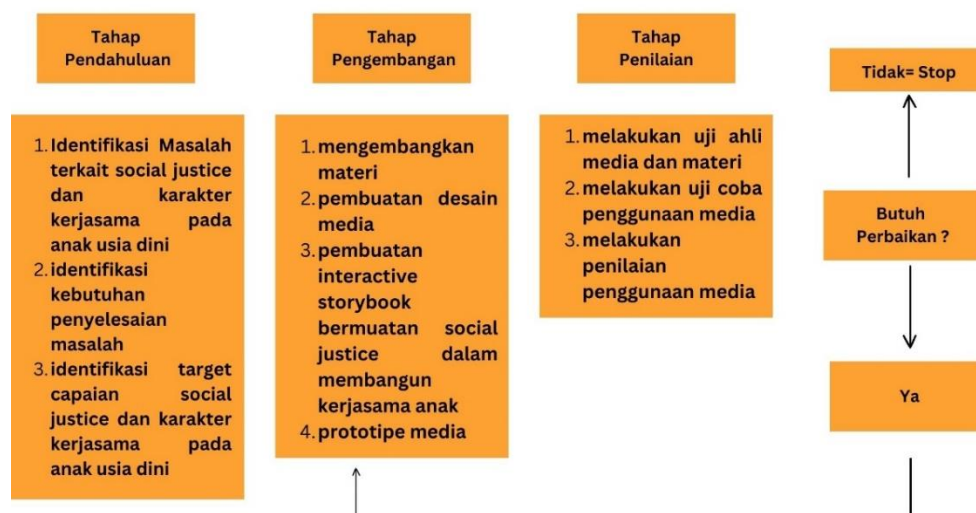 Tahap
Pendahuluan
1. Identifikasi Masalah
terkait social justice
dan karakter
kerjasama pada
anak usia dini
2. identifikasi
kebutuhan
penyelesaian
masalah
3. identifikasi target
capaian social
justice dan karakter
kerjasama pada
anak usia dini
Tahap
Pengembangan
1. mengembangkan
materi
2. pembuatan desain
media
3. pembuatan
interactive
storybook
bermuatan social
justice dalam
membangun
kerjasama anak
4. prototipe media
Tahap
Penilaian
1. melakukan uji ahli
media dan materi
2. melakukan uji coba
penggunaan media
3. melakukan
penilaian
penggunaan media
Tidak= Stop
Butuh
Perbaikan ?
Ya